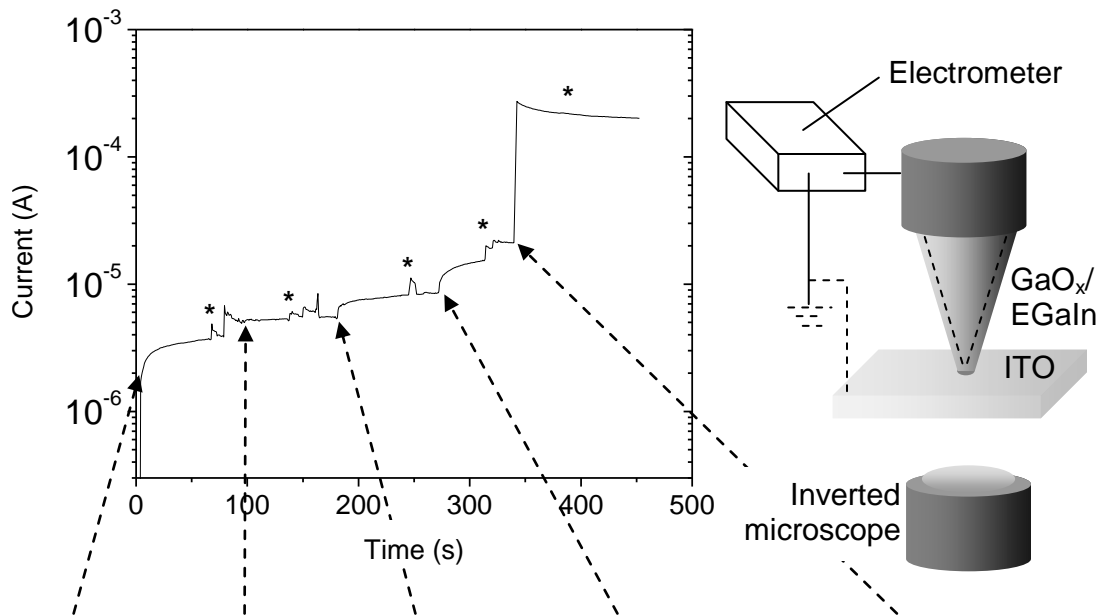 10⁻³
10⁻⁴
10⁻⁵
10⁻⁶
Current (A)
0 100 200 300 400 500
Time (s)
*
*
*
*
*
Electrometer
GaOₓ/
EGaIn
ITO
Inverted
microscope